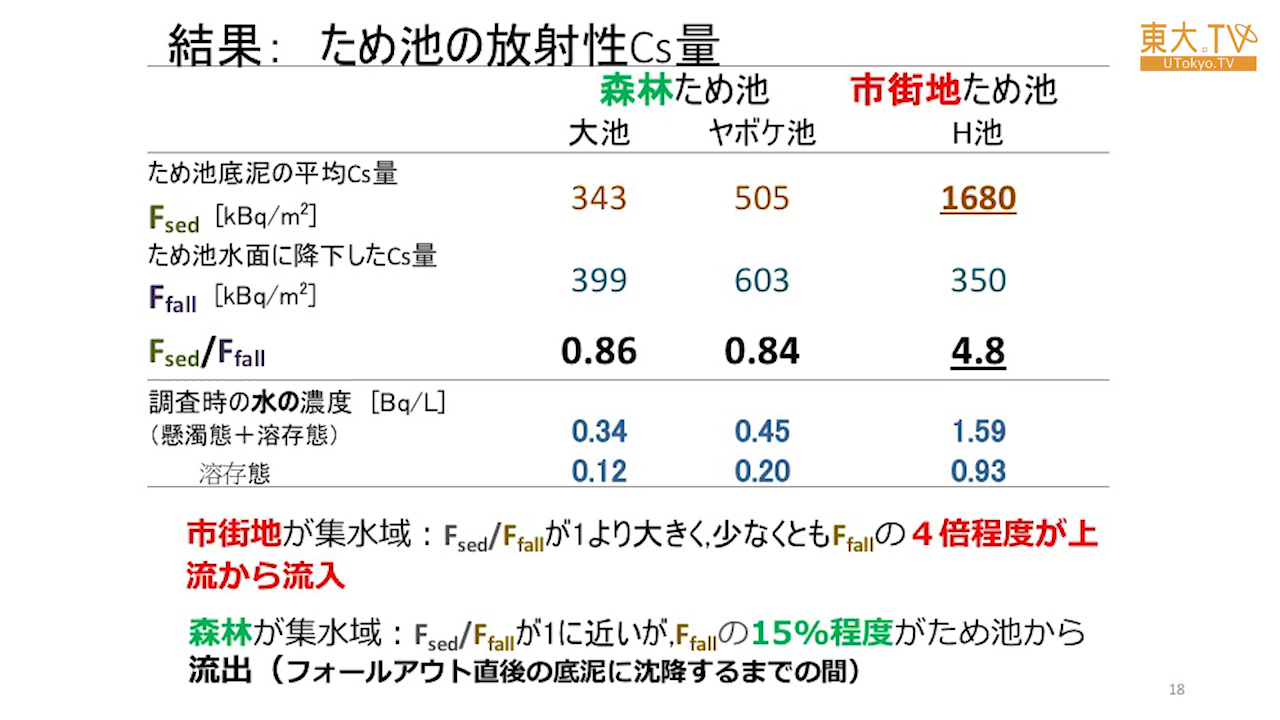 結果： ため池の放射性Cs量
東大.TV
UTokyo.TV
森林ため池 市街地ため池
大池 ヤボケ池 H池
ため池底泥の平均Cs量
Fsed [kBq/m²] 343 505 1680
ため池水面に降下したCs量
Ffall [kBq/m²] 399 603 350
Fsed/Ffall 0.86 0.84 4.8
調査時の水の濃度 [Bq/L]
（懸濁態＋溶存態） 0.34 0.45 1.59
溶存態 0.12 0.20 0.93
市街地が集水域：Fsed/Ffallが1より大きく,少なくともFfallの４倍程度が上
流から流入
森林が集水域：Fsed/Ffallが1に近いが,Ffallの15%程度がため池から
流出（フォールアウト直後の底泥に沈降するまでの間）
18